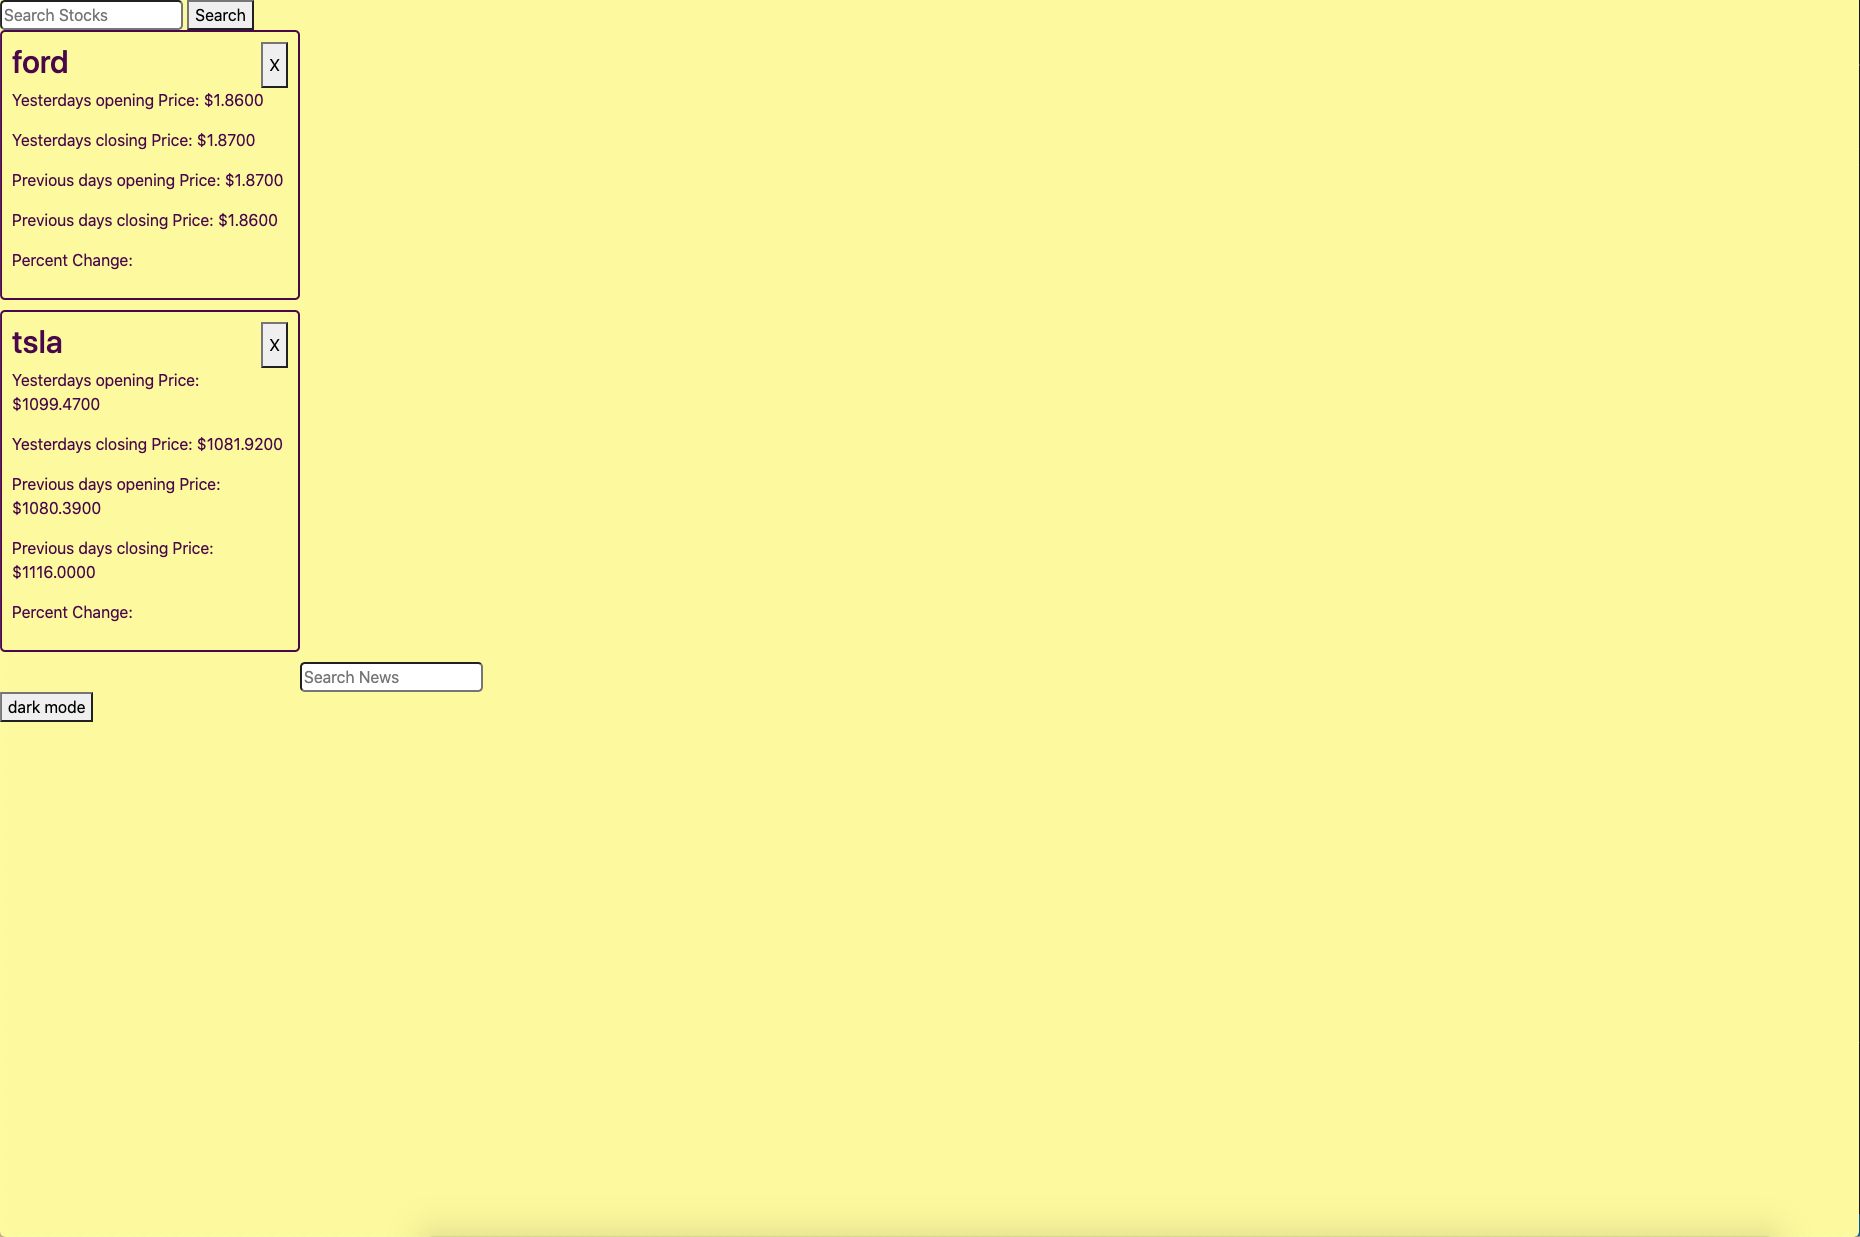 Search Stocks Search
ford X
Yesterdays opening Price: $1.8600
Yesterdays closing Price: $1.8700
Previous days opening Price: $1.8700
Previous days closing Price: $1.8600
Percent Change:
tsla X
Yesterdays opening Price:
$1099.4700
Yesterdays closing Price: $1081.9200
Previous days opening Price:
$1080.3900
Previous days closing Price:
$1116.0000
Percent Change:
Search News
dark mode